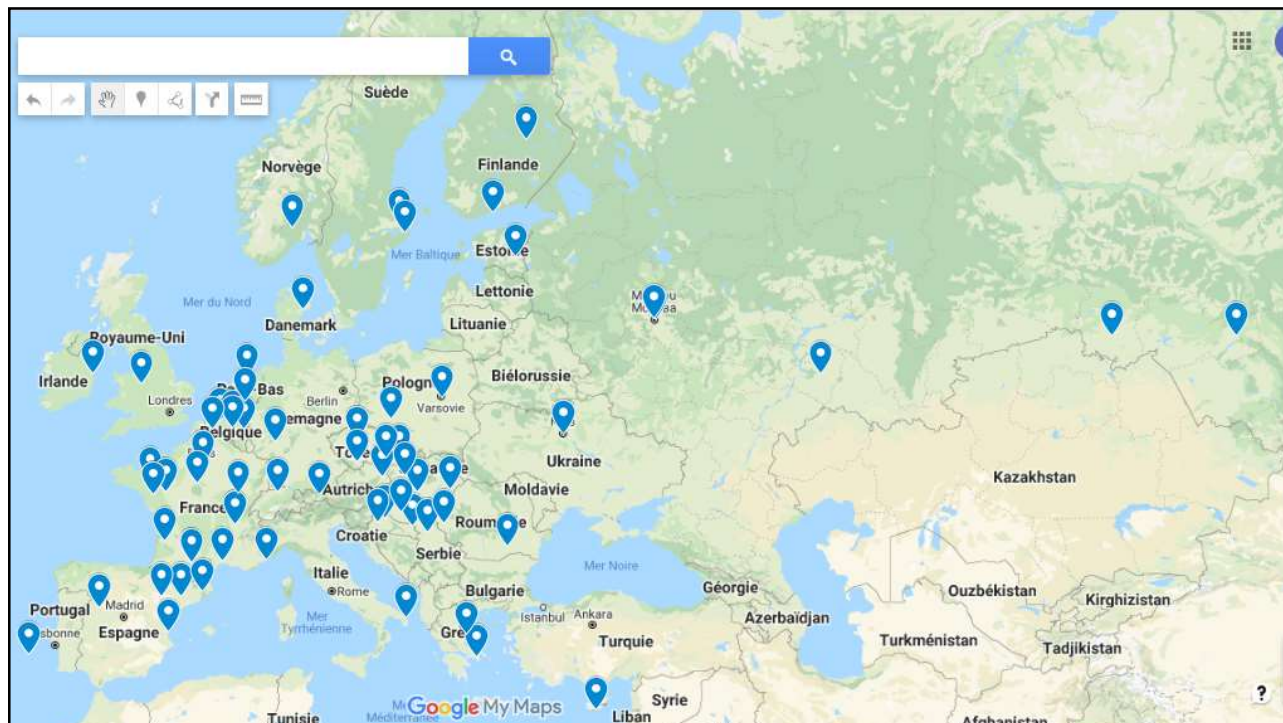 Suède
Norvège
Finlande
Mer Baltique
Estonie
Mer du Nord
Lettonie
Danemark
Lituanie
Royaume-Uni
Irlande
Biélorussie
Londres
Berlin
Varsovie
Belgique
Ukraine
Kazakhstan
Moldavie
France
Croatie
Serbie
Mer Noire
Italie
Rome
Bulgarie
Géorgie
Ouzbékistan
Kirghizistan
Portugal
Madrid
Istanbul
Ankara
Azerbaïdjan
Mer
Tyrrhénienne
Espagne
Turquie
Turkménistan
Tadjikistan
Syrie
Google My Maps
Liban
Tunisie
Afghanistan
?